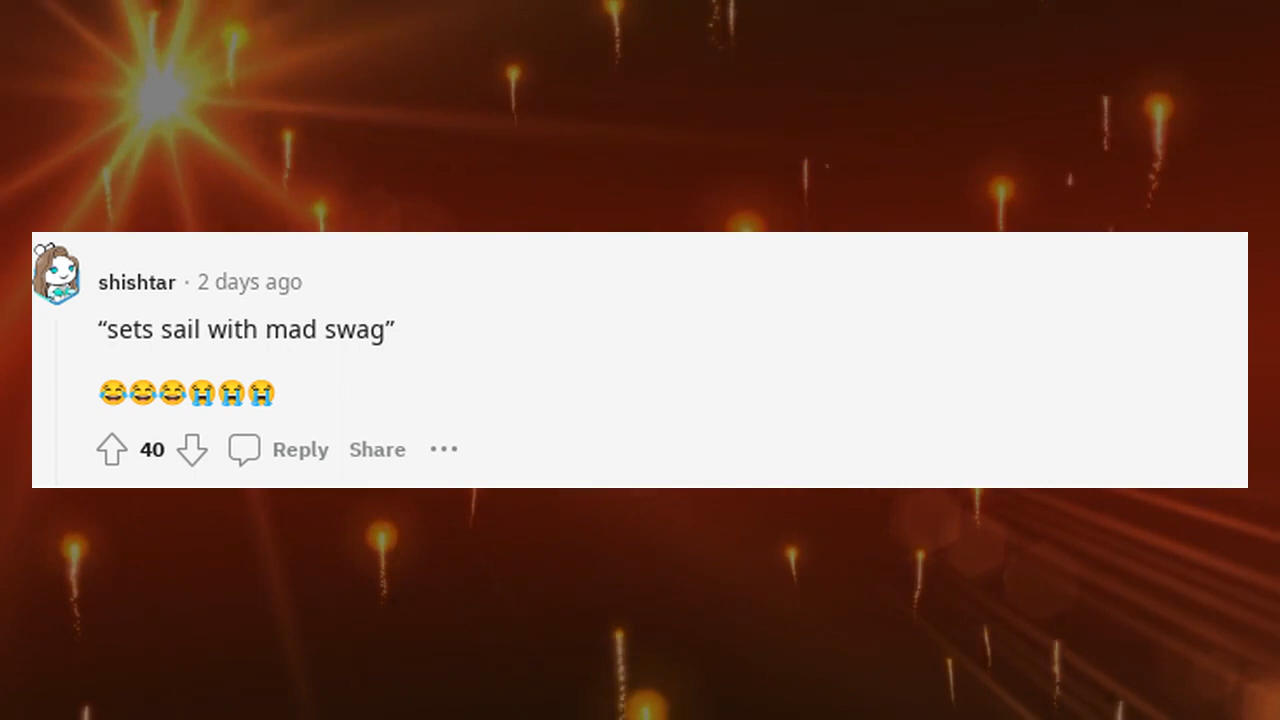 shishtar · 2 days ago
“sets sail with mad swag”
😂😂😂😭😭😭
40 Reply Share •••